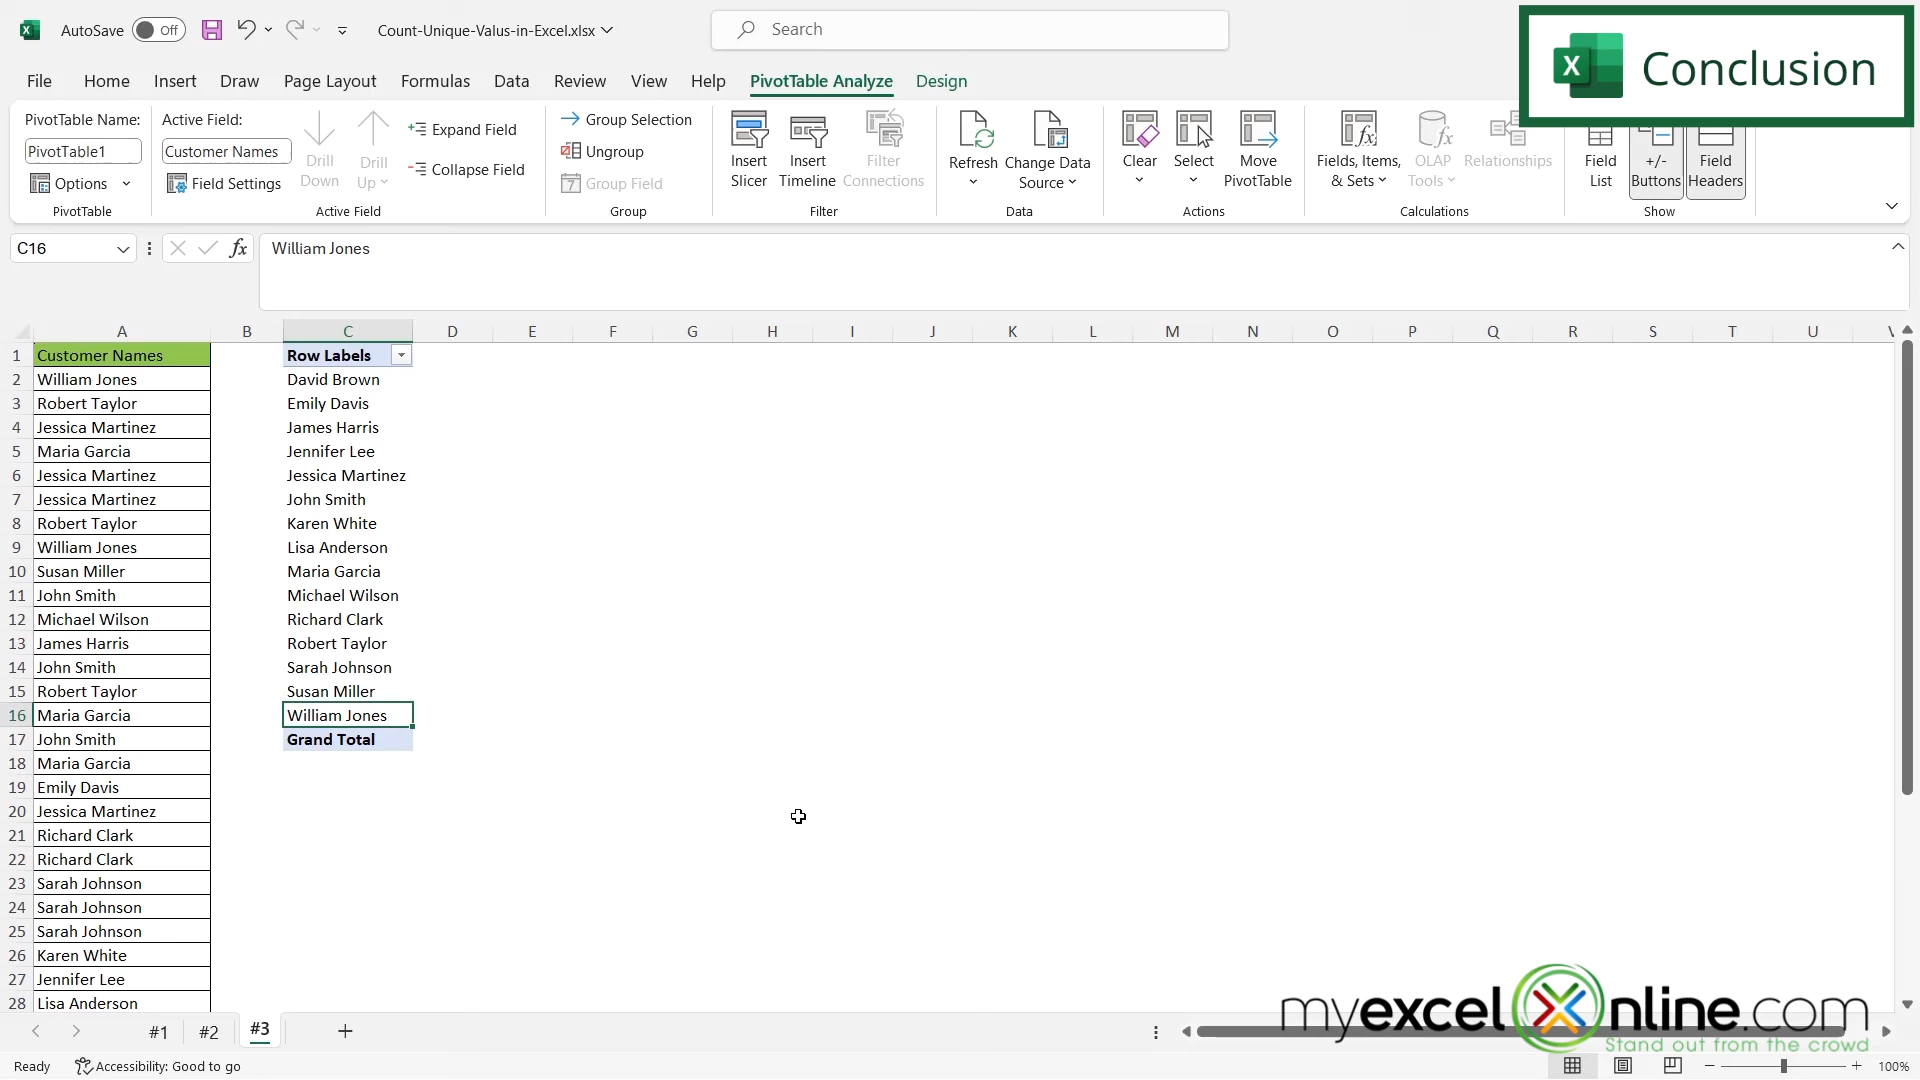 AutoSave Off Count-Unique-Valus-in-Excel.xlsx Search
Conclusion
File Home Insert Draw Page Layout Formulas Data Review View Help PivotTable Analyze Design
PivotTable Name:
PivotTable1
Options
PivotTable
Active Field:
Customer Names
Field Settings
Drill Down
Drill Up
Expand Field
Collapse Field
Active Field
Group Selection
Ungroup
Group Field
Group
Insert Slicer
Insert Timeline
Filter Connections
Filter
Refresh
Change Data Source
Data
Clear
Select
Move PivotTable
Actions
Fields, Items, & Sets
OLAP Tools
Relationships
Calculations
Field List
+/- Buttons
Field Headers
Show
C16 fx William Jones
A B C D E F G H I J K L M N O P Q R S T U
1 Customer Names Row Labels
2 William Jones David Brown
3 Robert Taylor Emily Davis
4 Jessica Martinez James Harris
5 Maria Garcia Jennifer Lee
6 Jessica Martinez Jessica Martinez
7 Jessica Martinez John Smith
8 Robert Taylor Karen White
9 William Jones Lisa Anderson
10 Susan Miller Maria Garcia
11 John Smith Michael Wilson
12 Michael Wilson Richard Clark
13 James Harris Robert Taylor
14 John Smith Sarah Johnson
15 Robert Taylor Susan Miller
16 Maria Garcia William Jones
17 John Smith Grand Total
18 Maria Garcia
19 Emily Davis
20 Jessica Martinez
21 Richard Clark
22 Richard Clark
23 Sarah Johnson
24 Sarah Johnson
25 Sarah Johnson
26 Karen White
27 Jennifer Lee
28 Lisa Anderson
#1 #2 #3
myexcelOnline.com
Stand out from the crowd
Ready Accessibility: Good to go 100%